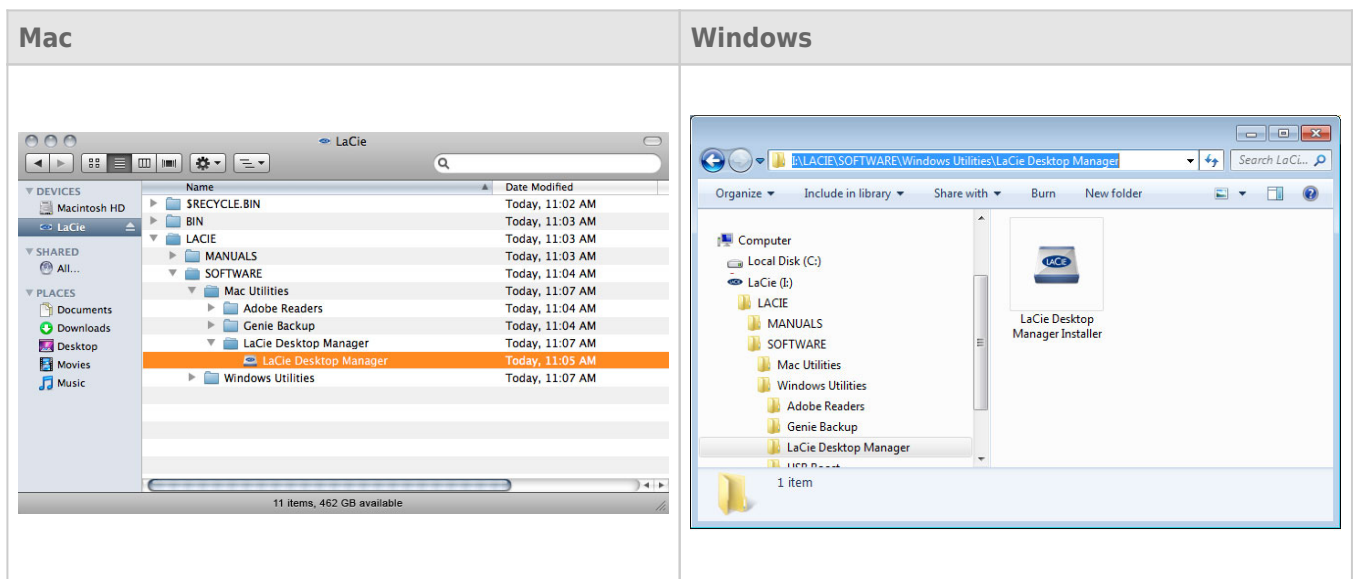 Mac
Windows
LaCie
Name Date Modified
DEVICES
Macintosh HD
LaCie
SHARED
All...
PLACES
Documents
Downloads
Desktop
Movies
Music
$RECYCLE.BIN Today, 11:02 AM
BIN Today, 11:03 AM
LACIE Today, 11:03 AM
MANUALS Today, 11:03 AM
SOFTWARE Today, 11:04 AM
Mac Utilities Today, 11:07 AM
Adobe Readers Today, 11:04 AM
Genie Backup Today, 11:04 AM
LaCie Desktop Manager Today, 11:07 AM
LaCie Desktop Manager Today, 11:05 AM
Windows Utilities Today, 11:07 AM
11 items, 462 GB available
I:\LACIE\SOFTWARE\Windows Utilities\LaCie Desktop Manager
Search LaCi...
Organize Include in library Share with Burn New folder
Computer
Local Disk (C:)
LaCie (I:)
LACIE
MANUALS
SOFTWARE
Mac Utilities
Windows Utilities
Adobe Readers
Genie Backup
LaCie Desktop Manager
USB Boost
LACIE
LaCie Desktop
Manager Installer
1 item